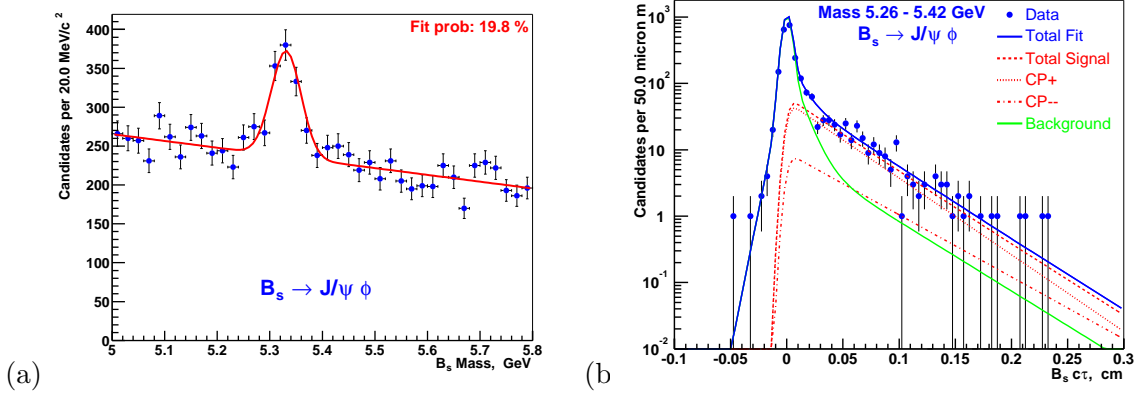 Candidates per 20.0 MeV/c²
400
350
300
250
200
150
100
50
0
Fit prob: 19.8 %
B_s → J/ψ φ
5 5.1 5.2 5.3 5.4 5.5 5.6 5.7 5.8
B_s Mass, GeV
(a)
Candidates per 50.0 micron m
10³
10²
10
1
10⁻¹
10⁻²
Mass 5.26 - 5.42 GeV
B_s → J/ψ φ
Data
Total Fit
Total Signal
CP+
CP--
Background
-0.1 -0.05 0 0.05 0.1 0.15 0.2 0.25 0.3
B_s cτ, cm
(b